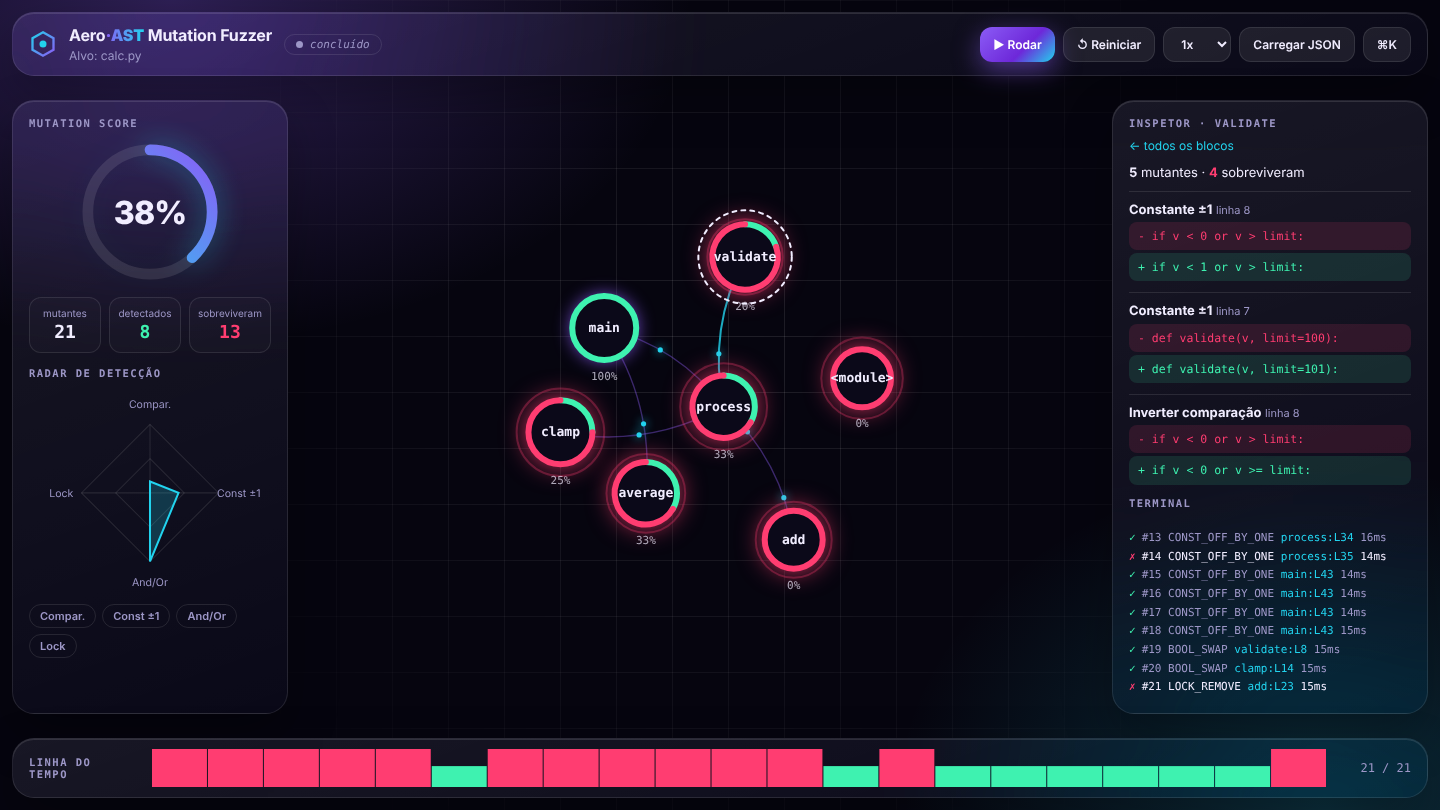 Aero·AST Mutation Fuzzer
Alvo: calc.py
concluído
▶ Rodar
↺ Reiniciar
1x
Carregar JSON
⌘K
MUTATION SCORE
38%
mutantes
21
detectados
8
sobreviveram
13
RADAR DE DETECÇÃO
Compar.
Lock
Const ±1
And/Or
Compar.
Const ±1
And/Or
Lock
validate
20%
main
100%
<module>
0%
process
33%
clamp
25%
average
33%
add
0%
INSPETOR · VALIDATE
← todos os blocos
5 mutantes · 4 sobreviveram
Constante ±1 linha 8
- if v < 0 or v > limit:
+ if v < 1 or v > limit:
Constante ±1 linha 7
- def validate(v, limit=100):
+ def validate(v, limit=101):
Inverter comparação linha 8
- if v < 0 or v > limit:
+ if v < 0 or v >= limit:
TERMINAL
✓ #13 CONST_OFF_BY_ONE process:L34 16ms
✗ #14 CONST_OFF_BY_ONE process:L35 14ms
✓ #15 CONST_OFF_BY_ONE main:L43 14ms
✓ #16 CONST_OFF_BY_ONE main:L43 14ms
✓ #17 CONST_OFF_BY_ONE main:L43 14ms
✓ #18 CONST_OFF_BY_ONE main:L43 15ms
✓ #19 BOOL_SWAP validate:L8 15ms
✓ #20 BOOL_SWAP clamp:L14 15ms
✗ #21 LOCK_REMOVE add:L23 15ms
LINHA DO
TEMPO
21 / 21